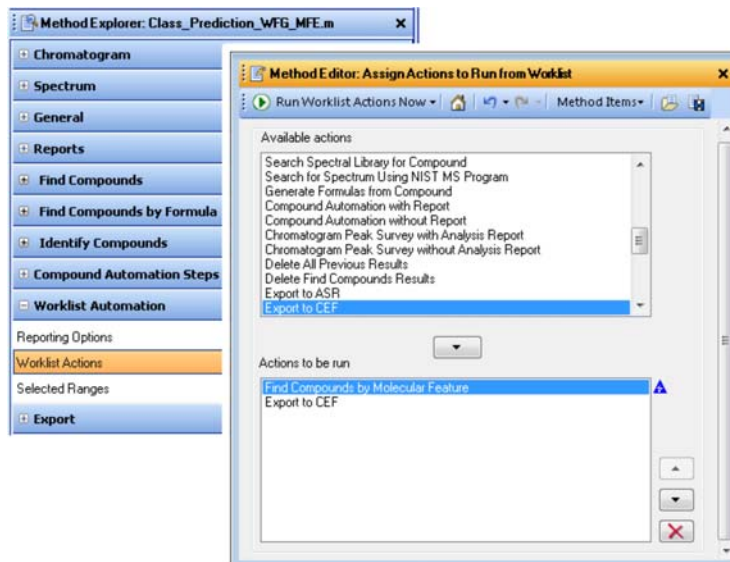 Method Explorer: Class_Prediction_WFG_MFE.m
Chromatogram
Spectrum
General
Reports
Find Compounds
Find Compounds by Formula
Identify Compounds
Compound Automation Steps
Worklist Automation
Reporting Options
Worklist Actions
Selected Ranges
Export
Method Editor: Assign Actions to Run from Worklist
Run Worklist Actions Now
Method Items
Available actions
Search Spectral Library for Compound
Search for Spectrum Using NIST MS Program
Generate Formulas from Compound
Compound Automation with Report
Compound Automation without Report
Chromatogram Peak Survey with Analysis Report
Chromatogram Peak Survey without Analysis Report
Delete All Previous Results
Delete Find Compounds Results
Export to ASR
Export to CEF
Actions to be run
Find Compounds by Molecular Feature
Export to CEF